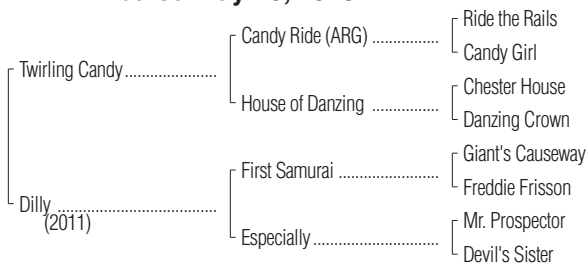 Ride the Rails
Candy Ride (ARG) ................
Candy Girl
Twirling Candy......................
Chester House
House of Danzing ................
Danzing Crown
Giant's Causeway
First Samurai ........................
Freddie Frisson
Dilly ......................................
(2011)
Mr. Prospector
Especially..............................
Devil's Sister